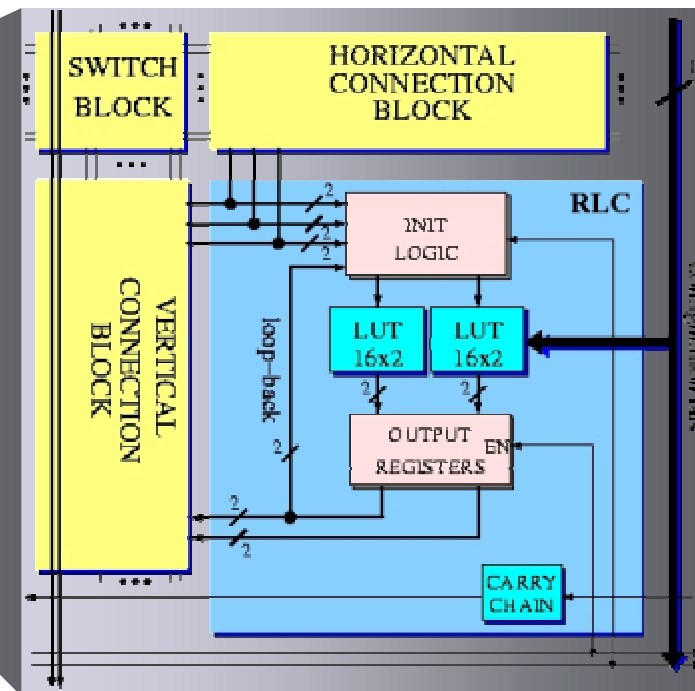 SWITCH
BLOCK
HORIZONTAL
CONNECTION
BLOCK
RLC
2
2
2
INIT
LOGIC
VERTICAL
CONNECTION
BLOCK
loop-back
LUT
16x2
LUT
16x2
2
2
OUTPUT
REGISTERS
EN
2
2
2
CARRY
CHAIN